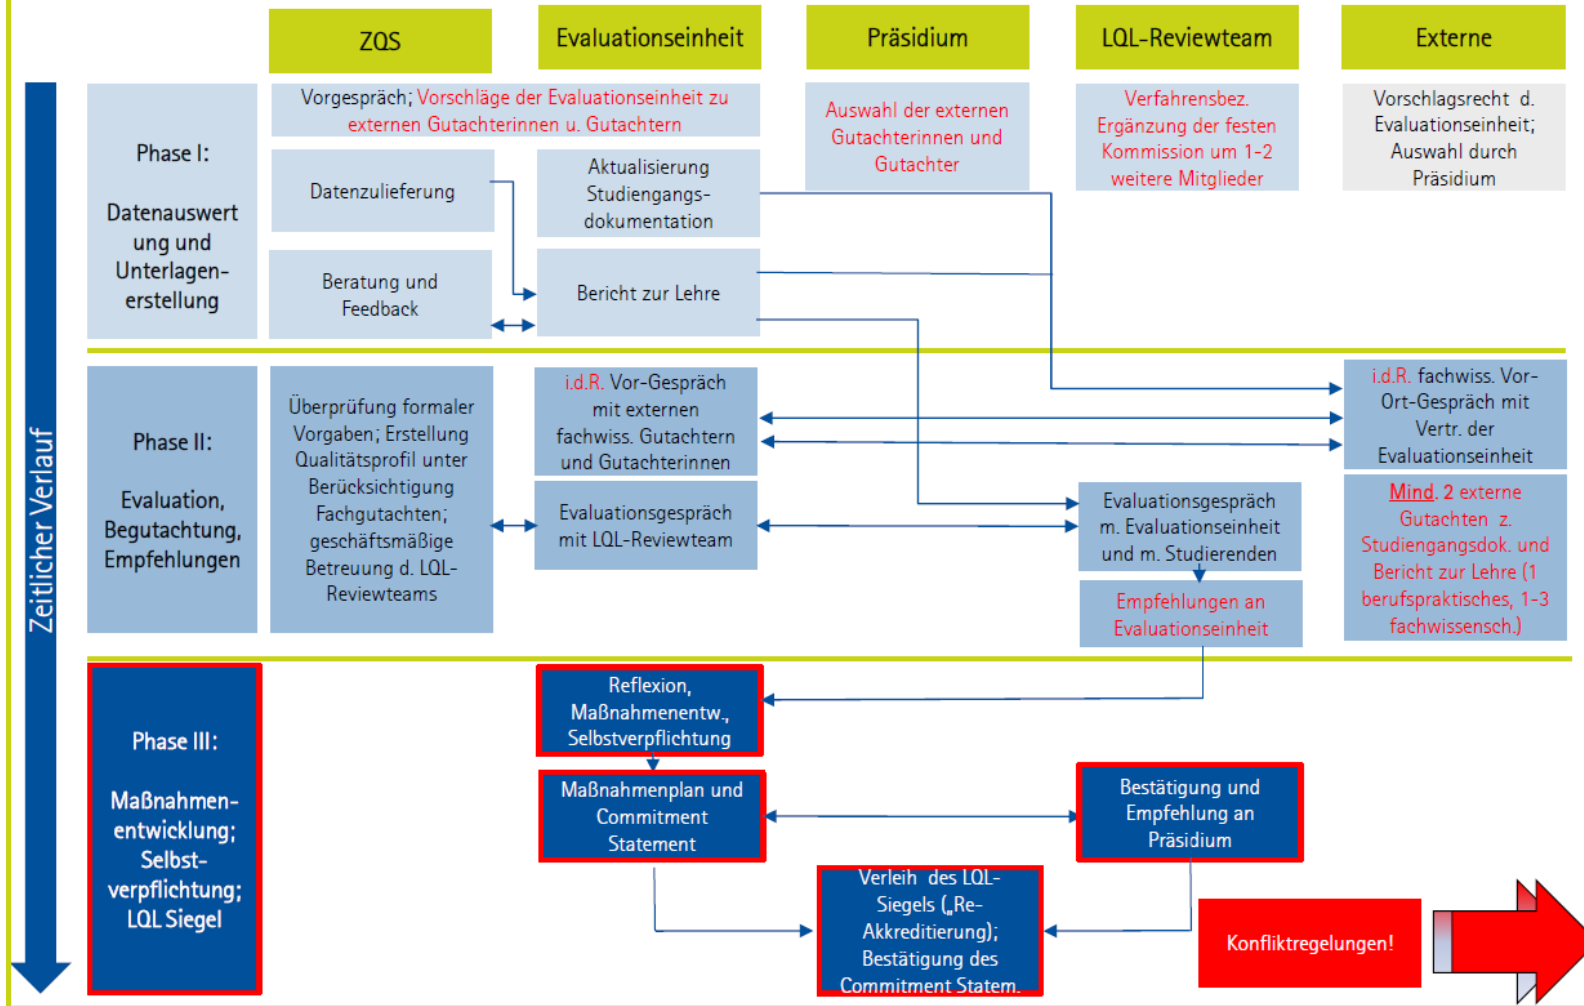 ZQS
Evaluationseinheit
Präsidium
LQL-Reviewteam
Externe
Zeitlicher Verlauf
Phase I:
Datenauswert
ung und
Unterlagen-
erstellung
Vorgespräch; Vorschläge der Evaluationseinheit zu
externen Gutachterinnen u. Gutachtern
Auswahl der externen
Gutachterinnen und
Gutachter
Verfahrensbez.
Ergänzung der festen
Kommission um 1-2
weitere Mitglieder
Vorschlagsrecht d.
Evaluationseinheit;
Auswahl durch
Präsidium
Datenzulieferung
Aktualisierung
Studiengangs-
dokumentation
Beratung und
Feedback
Bericht zur Lehre
Phase II:
Evaluation,
Begutachtung,
Empfehlungen
Überprüfung formaler
Vorgaben; Erstellung
Qualitätsprofil unter
Berücksichtigung
Fachgutachten;
geschäftsmäßige
Betreuung d. LQL-
Reviewteams
i.d.R. Vor-Gespräch
mit externen
fachwiss. Gutachtern
und Gutachterinnen
i.d.R. fachwiss. Vor-
Ort-Gespräch mit
Vertr. der
Evaluationseinheit
Evaluationsgespräch
mit LQL-Reviewteam
Evaluationsgespräch
m. Evaluationseinheit
und m. Studierenden
Mind. 2 externe
Gutachten z.
Studiengangsdok. und
Bericht zur Lehre (1
berufspraktisches, 1-3
fachwissensch.)
Empfehlungen an
Evaluationseinheit
Phase III:
Maßnahmen-
entwicklung;
Selbst-
verpflichtung;
LQL Siegel
Reflexion,
Maßnahmenentw.,
Selbstverpflichtung
Maßnahmenplan und
Commitment
Statement
Bestätigung und
Empfehlung an
Präsidium
Verleih des LQL-
Siegels („Re-
Akkreditierung);
Bestätigung des
Commitment Statem.
Konfliktregelungen!